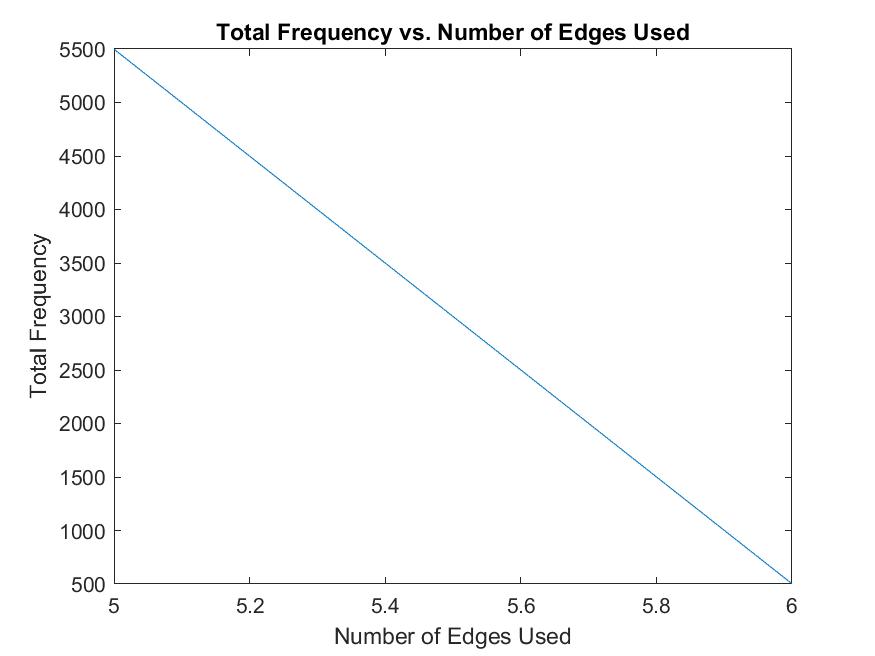 Total Frequency vs. Number of Edges Used
5500
5000
4500
4000
3500
3000
2500
2000
1500
1000
500
Total Frequency
5 5.2 5.4 5.6 5.8 6
Number of Edges Used